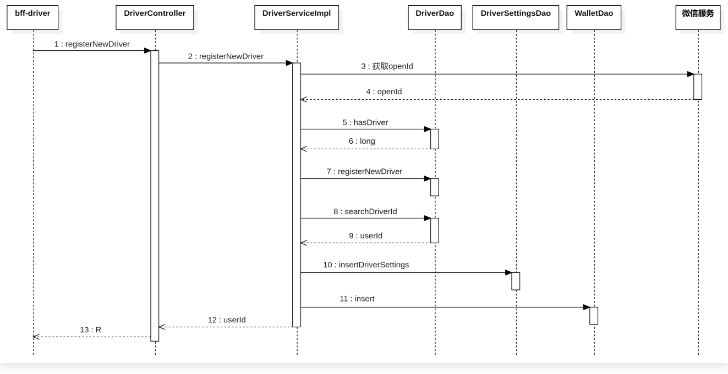 bff-driver
DriverController
DriverServiceImpl
DriverDao
DriverSettingsDao
WalletDao
微信服务
1 : registerNewDriver
2 : registerNewDriver
3 : 获取openId
4 : openId
5 : hasDriver
6 : long
7 : registerNewDriver
8 : searchDriverId
9 : userId
10 : insertDriverSettings
11 : insert
12 : userId
13 : R